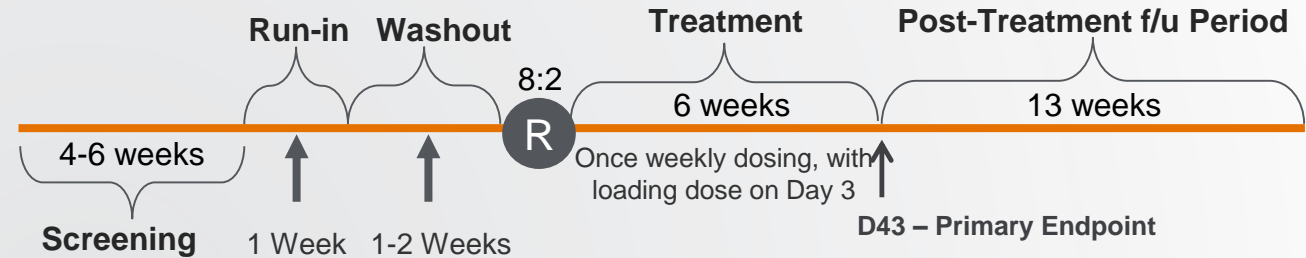 Run-in
Washout
Treatment
Post-Treatment f/u Period
8:2
R
6 weeks
13 weeks
4-6 weeks
Once weekly dosing, with
loading dose on Day 3
Screening
1 Week
1-2 Weeks
D43 – Primary Endpoint